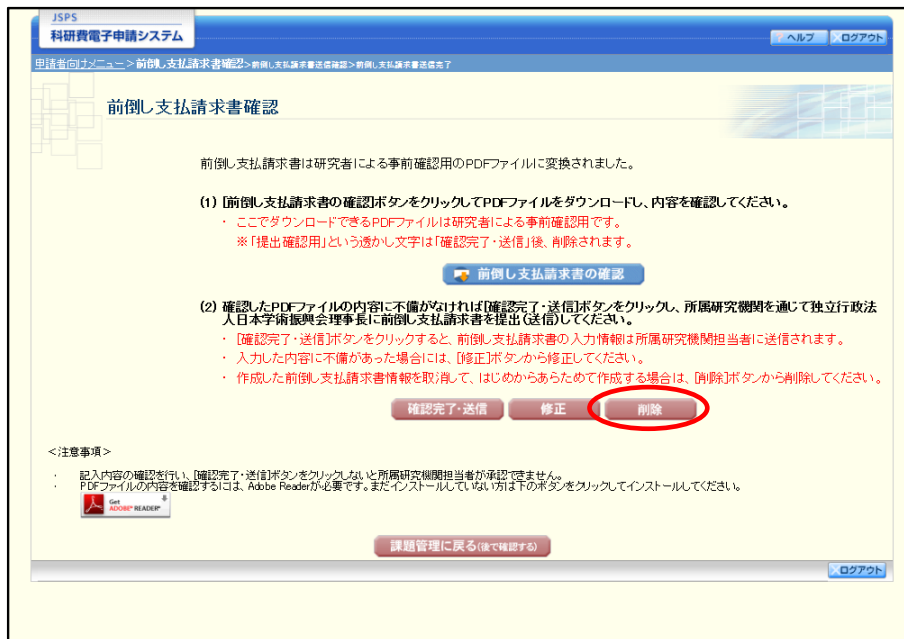 JSPS
科研費電子申請システム
ヘルプ
ログアウト
申請者向けメニュー>前倒し支払請求書確認>前倒し支払請求書送信確認>前倒し支払請求書送信完了
前倒し支払請求書確認
前倒し支払請求書は研究者による事前確認用のPDFファイルに変換されました。
(1) [前倒し支払請求書の確認]ボタンをクリックしてPDFファイルをダウンロードし、内容を確認してください。
・ ここでダウンロードできるPDFファイルは研究者による事前確認用です。
※「提出確認用」という透かし文字は「確認完了・送信」後、削除されます。
前倒し支払請求書の確認
(2) 確認したPDFファイルの内容に不備がなければ[確認完了・送信]ボタンをクリックし、所属研究機関を通じて独立行政法
人日本学術振興会理事長に前倒し支払請求書を提出(送信)してください。
・ [確認完了・送信]ボタンをクリックすると、前倒し支払請求書の入力情報は所属研究機関担当者に送信されます。
・ 入力した内容に不備があった場合には、[修正]ボタンから修正してください。
・ 作成した前倒し支払請求書情報を取消して、はじめからあらためて作成する場合は、[削除]ボタンから削除してください。
確認完了・送信
修正
削除
<注意事項>
・ 記入内容の確認を行い、[確認完了・送信]ボタンをクリックしないと所属研究機関担当者が承認できません。
・ PDFファイルの内容を確認するには、Adobe Readerが必要です。まだインストールしていない方は下のボタンをクリックしてインストールしてください。
Get
ADOBE® READER®
課題管理に戻る(後で確認する)
ログアウト